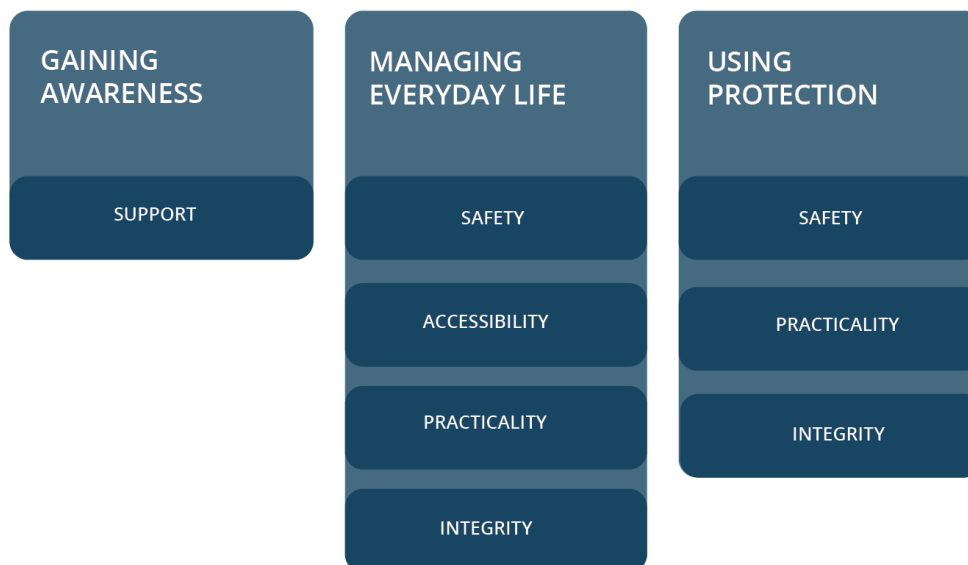 GAINING
AWARENESS
SUPPORT
MANAGING
EVERYDAY LIFE
SAFETY
ACCESSIBILITY
PRACTICALITY
INTEGRITY
USING
PROTECTION
SAFETY
PRACTICALITY
INTEGRITY